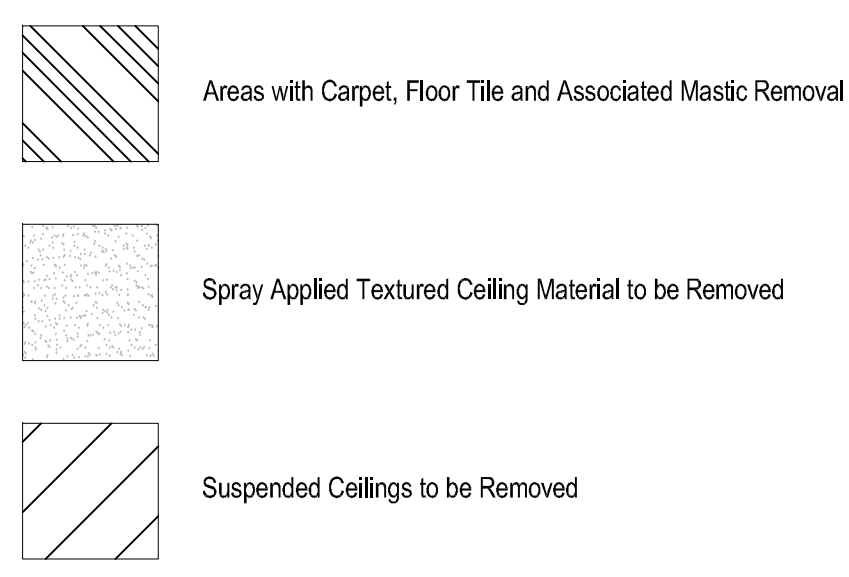 Areas with Carpet, Floor Tile and Associated Mastic Removal
Spray Applied Textured Ceiling Material to be Removed
Suspended Ceilings to be Removed